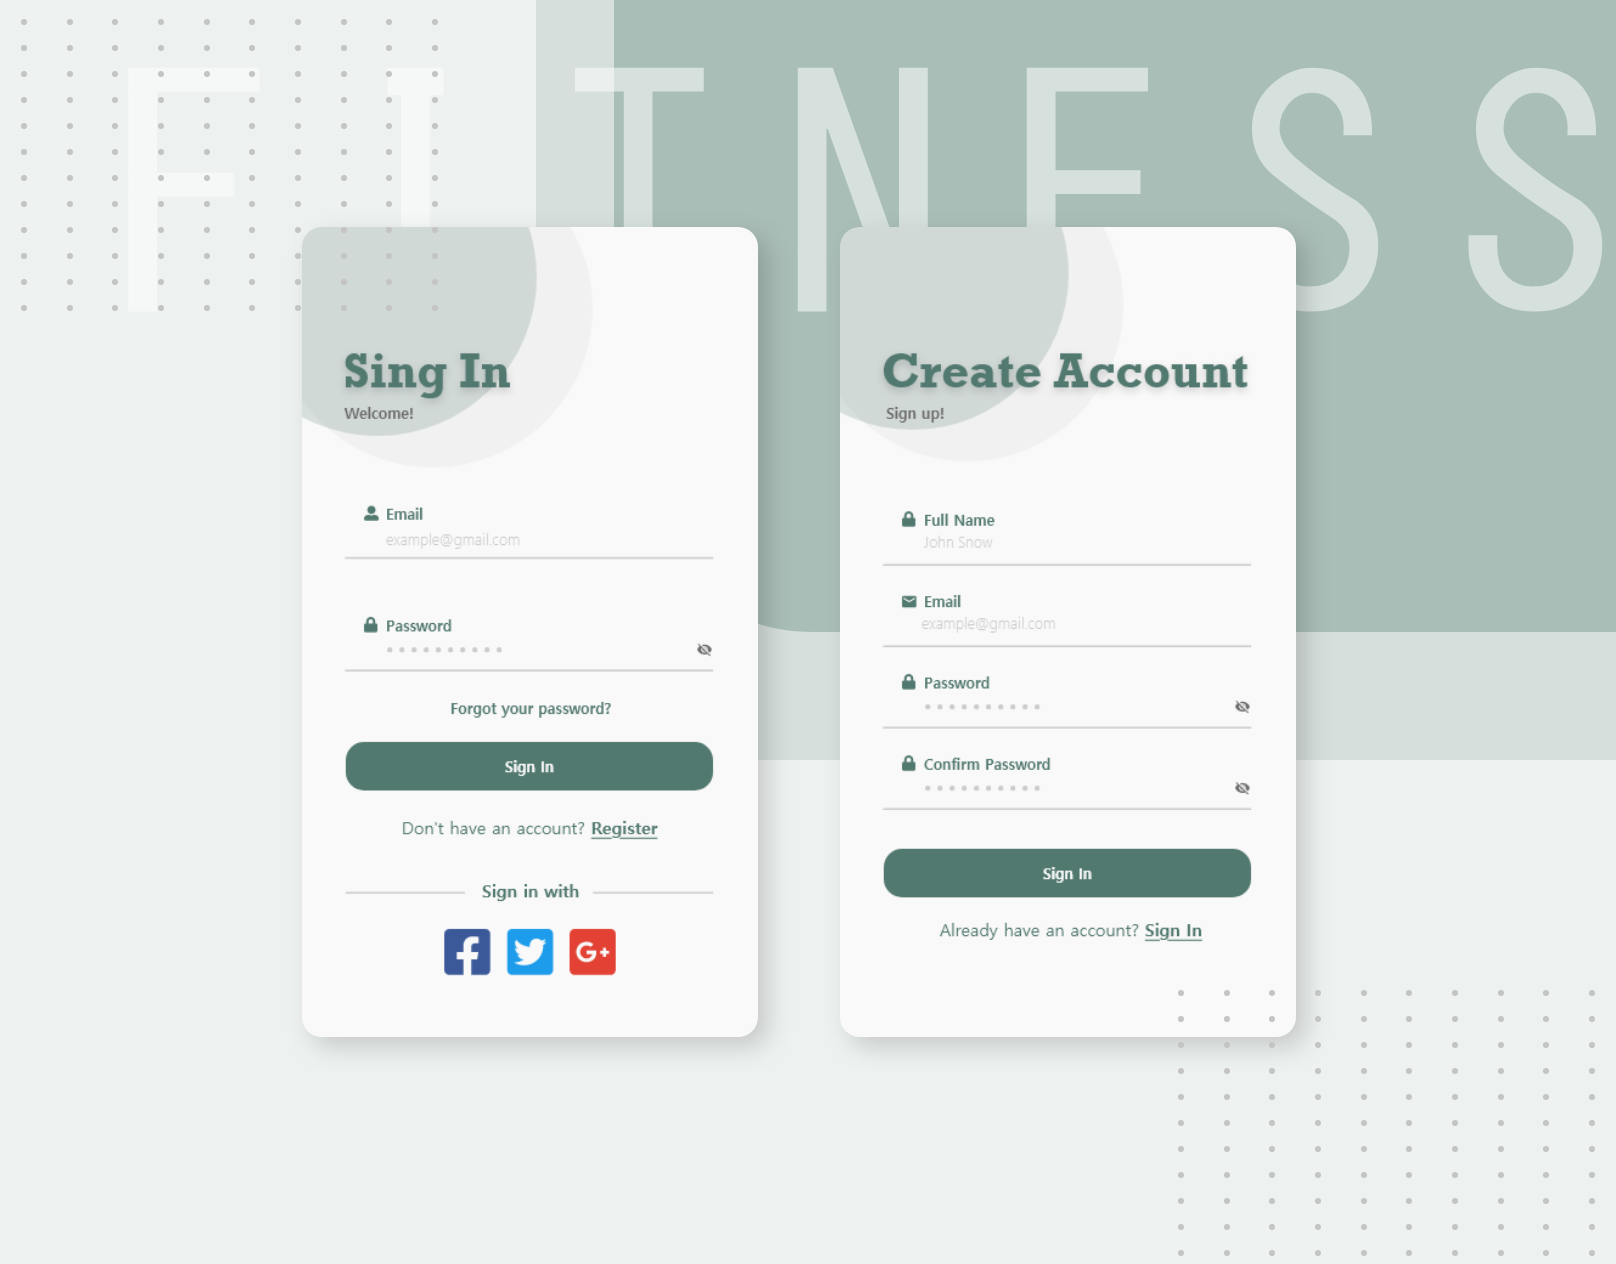 FITNESS
Sing In
Welcome!
Email
example@gmail.com
Password
Forgot your password?
Sign In
Don't have an account? Register
Sign in with
Create Account
Sign up!
Full Name
John Snow
Email
example@gmail.com
Password
Confirm Password
Sign In
Already have an account? Sign In